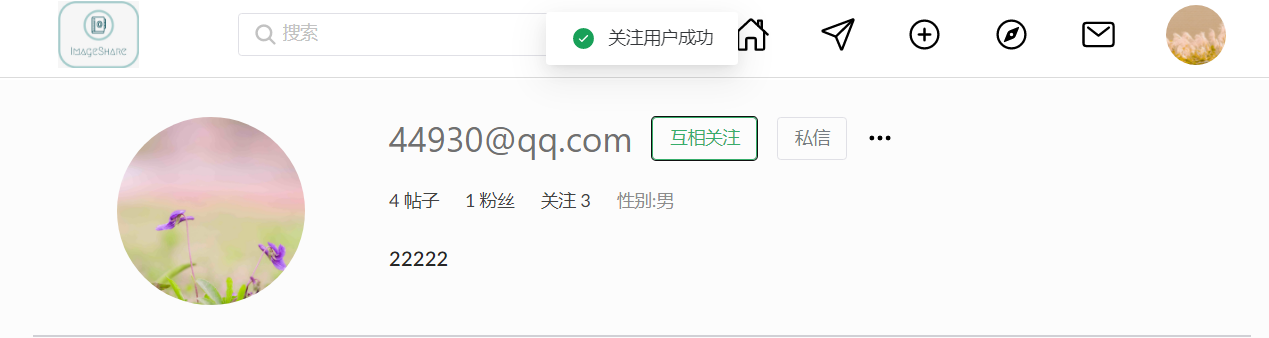 IMAGESHARE
搜索
关注用户成功
44930@qq.com 互相关注 私信
4 帖子 1 粉丝 关注 3 性别:男
22222